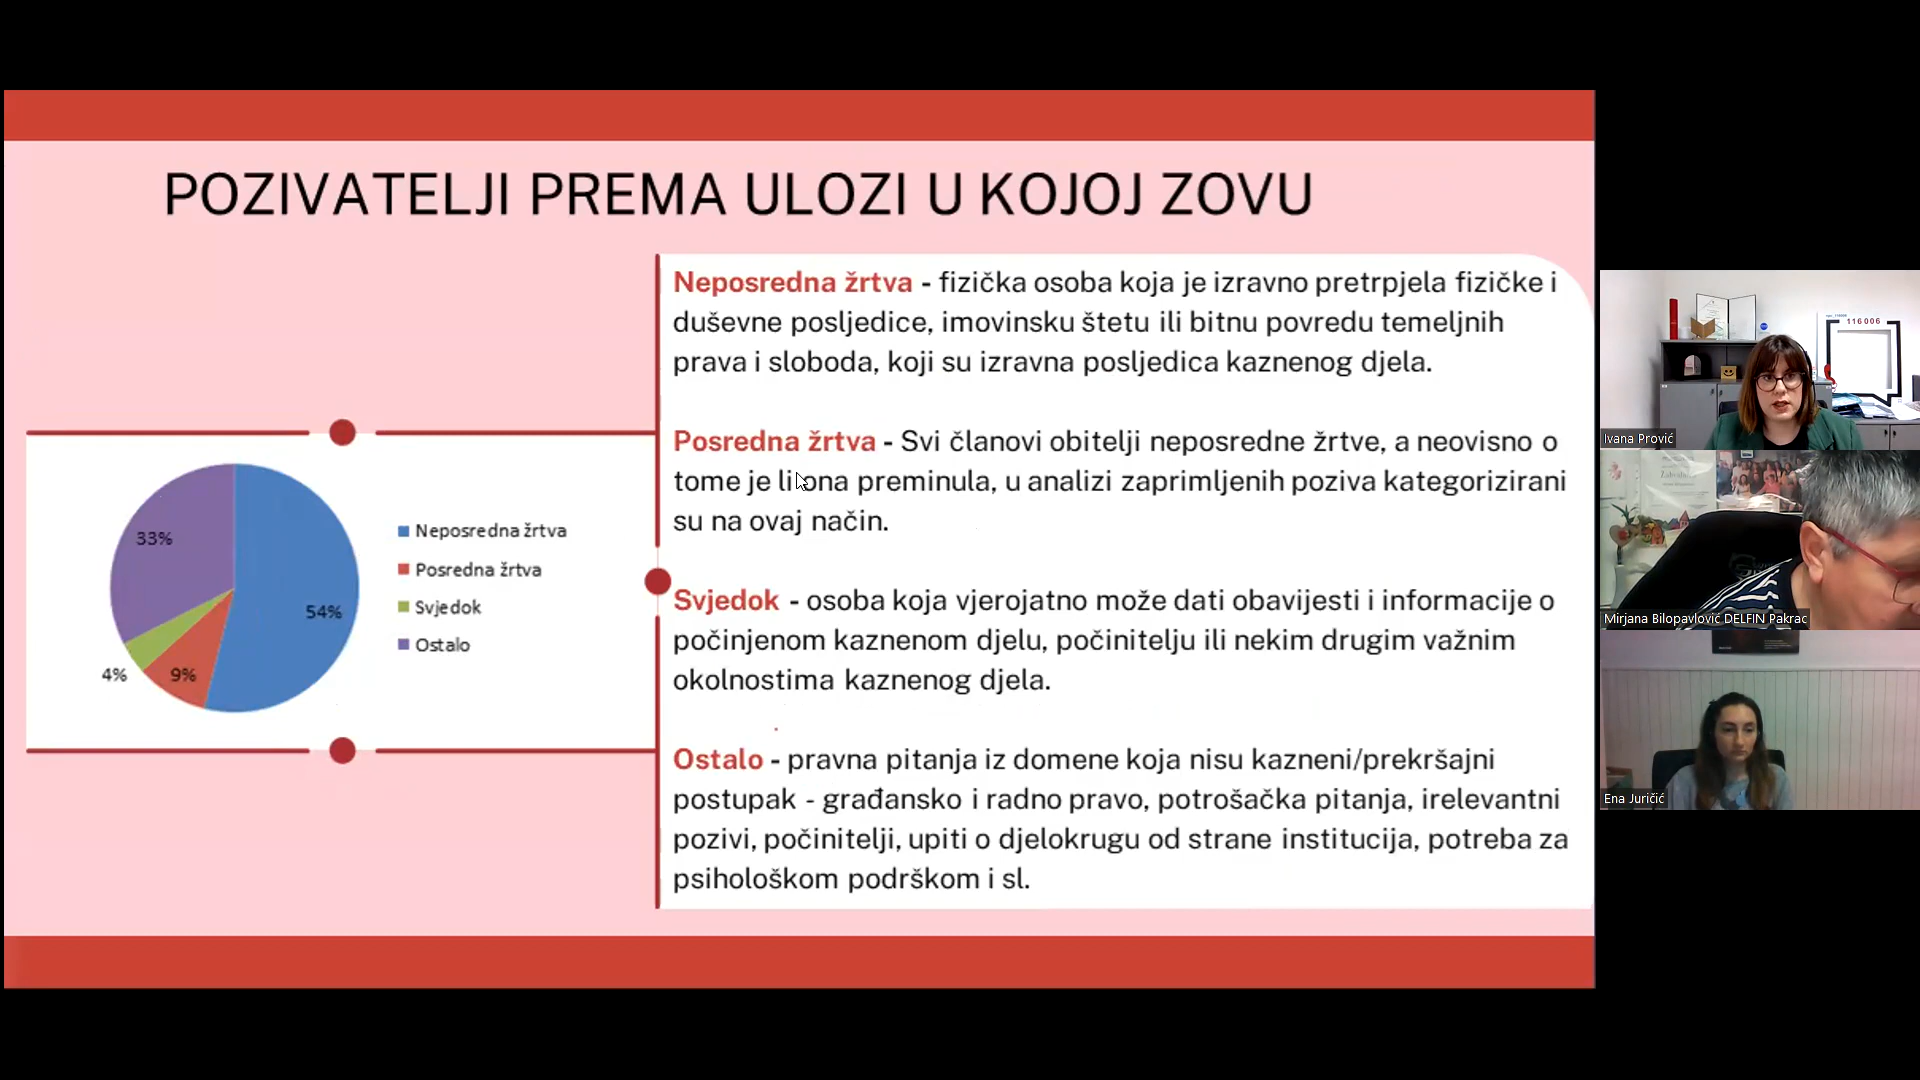 POZIVATELJI PREMA ULOZI U KOJOJ ZOVU
Neposredna žrtva - fizička osoba koja je izravno pretrpjela fizičke i
duševne posljedice, imovinsku štetu ili bitnu povredu temeljnih
prava i sloboda, koji su izravna posljedica kaznenog djela.
Posredna žrtva - Svi članovi obitelji neposredne žrtve, a neovisno o
tome je li ona preminula, u analizi zaprimljenih poziva kategorizirani
su na ovaj način.
Svjedok - osoba koja vjerojatno može dati obavijesti i informacije o
počinjenom kaznenom djelu, počinitelju ili nekim drugim važnim
okolnostima kaznenog djela.
Ostalo - pravna pitanja iz domene koja nisu kazneni/prekršajni
postupak - građansko i radno pravo, potrošačka pitanja, irelevantni
pozivi, počinitelji, upiti o djelokrugu od strane institucija, potreba za
psihološkom podrškom i sl.
33%
54%
4%
9%
Neposredna žrtva
Posredna žrtva
Svjedok
Ostalo
116006
Ivana Prović
Mirjana Bilopavlović DELFIN Pakrac
Ena Juričić